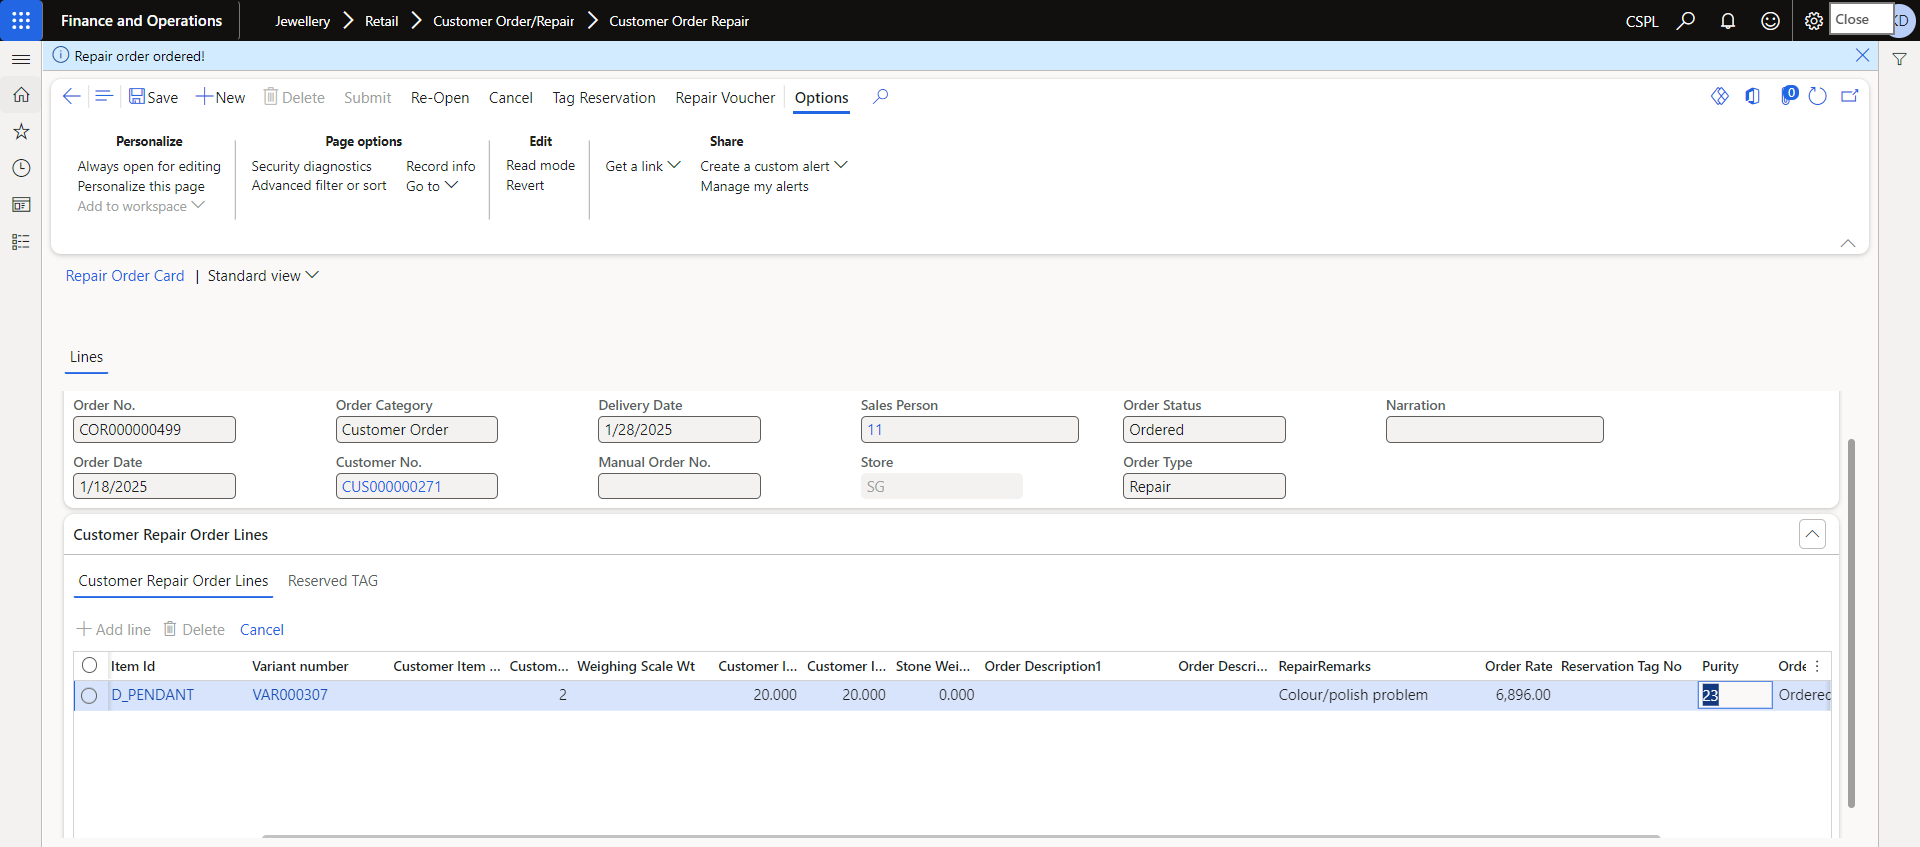 Finance and Operations
Jewellery > Retail > Customer Order/Repair > Customer Order Repair
CSPL
Close
Repair order ordered!
Save New Delete Submit Re-Open Cancel Tag Reservation Repair Voucher Options
0
Personalize
Always open for editing
Personalize this page
Add to workspace
Page options
Security diagnostics Record info
Advanced filter or sort Go to
Edit
Read mode
Revert
Share
Get a link Create a custom alert
Manage my alerts
Repair Order Card | Standard view
Lines
Order No. Order Category Delivery Date Sales Person Order Status Narration
COR000000499 Customer Order 1/28/2025 11 Ordered
Order Date Customer No. Manual Order No. Store Order Type
1/18/2025 CUS000000271 SG Repair
Customer Repair Order Lines
Customer Repair Order Lines Reserved TAG
Add line Delete Cancel
Item Id Variant number Customer Item ... Custom... Weighing Scale Wt Customer I... Customer I... Stone Wei... Order Description1 Order Descri... RepairRemarks Order Rate Reservation Tag No Purity Orde
D_PENDANT VAR000307 2 20.000 20.000 0.000 Colour/polish problem 6,896.00 23 Ordered